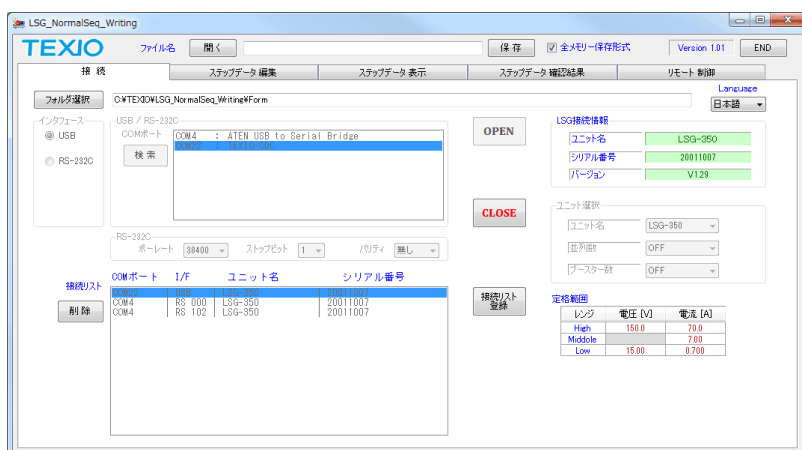 LSG_NormalSeq_Writing
TEXIO ファイル名 開く 保存 全メモリー保存形式 Version 1.01 END
接続 ステップデータ編集 ステップデータ表示 ステップデータ確認結果 リモート制御
Language
フォルダ選択 C:¥TEXIO¥LSG_NormalSeq_Writing¥Form 日本語
インタフェース USB / RS-232C LSG接続情報
USB COMポート COM4 : ATEN USB to Serial Bridge OPEN ユニット名 LSG-350
COM22 : TEXIO-CDC
RS-232C 検索 シリアル番号 20011007
バージョン V1.29
CLOSE ユニット選択
ユニット名 LSG-350
RS-232C
ボーレート 38400 ストップビット 1 パリティ 無し 並列数 OFF
ブースター数 OFF
接続リスト COMポート I/F ユニット名 シリアル番号
COM22 USB LSG-350 20011007
COM4 RS 000 LSG-350 20011007
COM4 RS 102 LSG-350 20011007
削除 接続リスト登録 定格範囲
レンジ 電圧 [V] 電流 [A]
High 150.0 70.0
Middole 7.00
Low 15.00 0.700